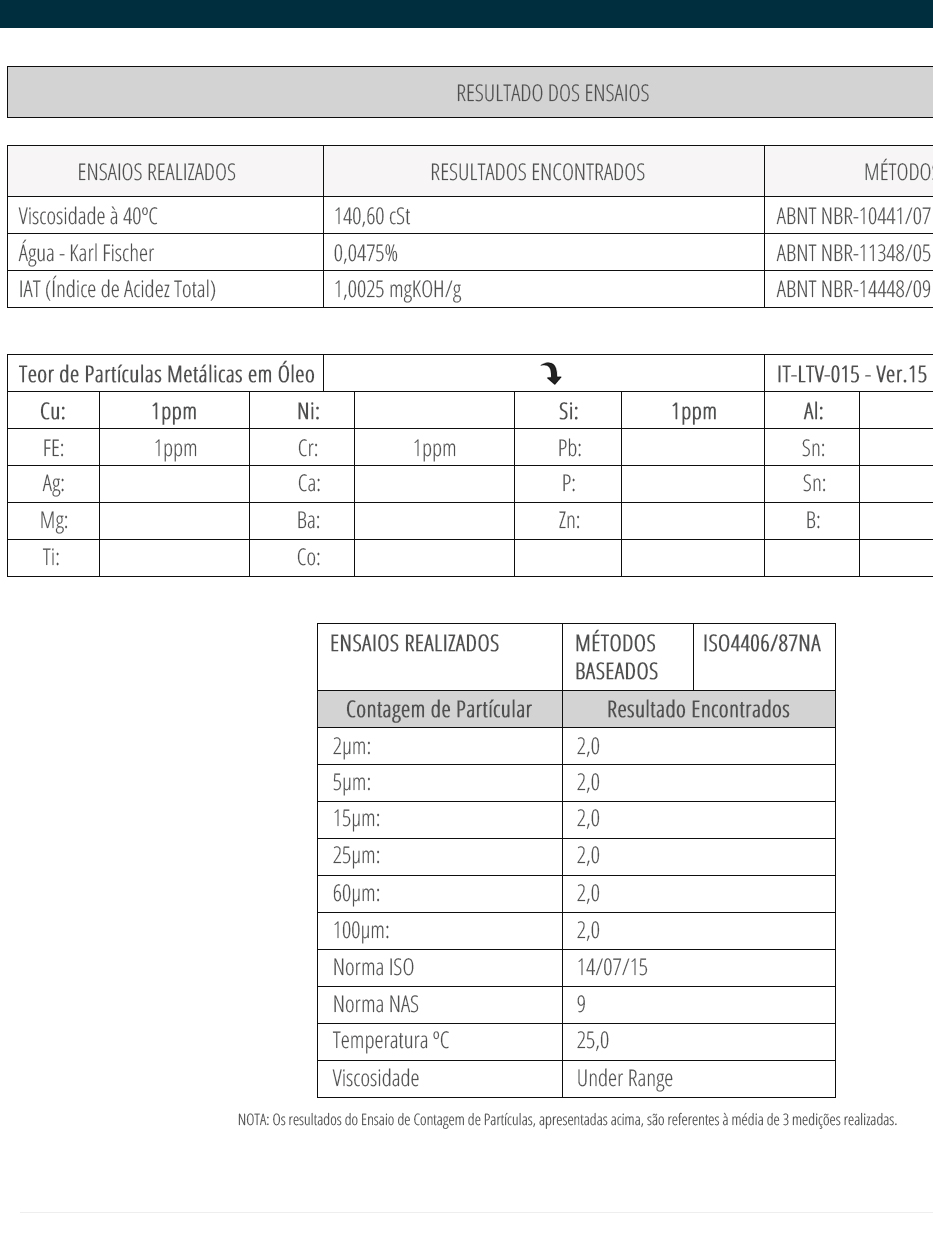 RESULTADO DOS ENSAIOS
ENSAIOS REALIZADOS RESULTADOS ENCONTRADOS MÉTODOS
Viscosidade à 40ºC 140,60 cSt ABNT NBR-10441/07
Água - Karl Fischer 0,0475% ABNT NBR-11348/05
IAT (Índice de Acidez Total) 1,0025 mgKOH/g ABNT NBR-14448/09
Teor de Partículas Metálicas em Óleo IT-LTV-015 - Ver.15
Cu: 1ppm Ni: Si: 1ppm Al:
FE: 1ppm Cr: 1ppm Pb: Sn:
Ag: Ca: P: Sn:
Mg: Ba: Zn: B:
Ti: Co:
ENSAIOS REALIZADOS MÉTODOS ISO4406/87NA
BASEADOS
Contagem de Partícular Resultado Encontrados
2µm: 2,0
5µm: 2,0
15µm: 2,0
25µm: 2,0
60µm: 2,0
100µm: 2,0
Norma ISO 14/07/15
Norma NAS 9
Temperatura ºC 25,0
Viscosidade Under Range
NOTA: Os resultados do Ensaio de Contagem de Partículas, apresentadas acima, são referentes à média de 3 medições realizadas.